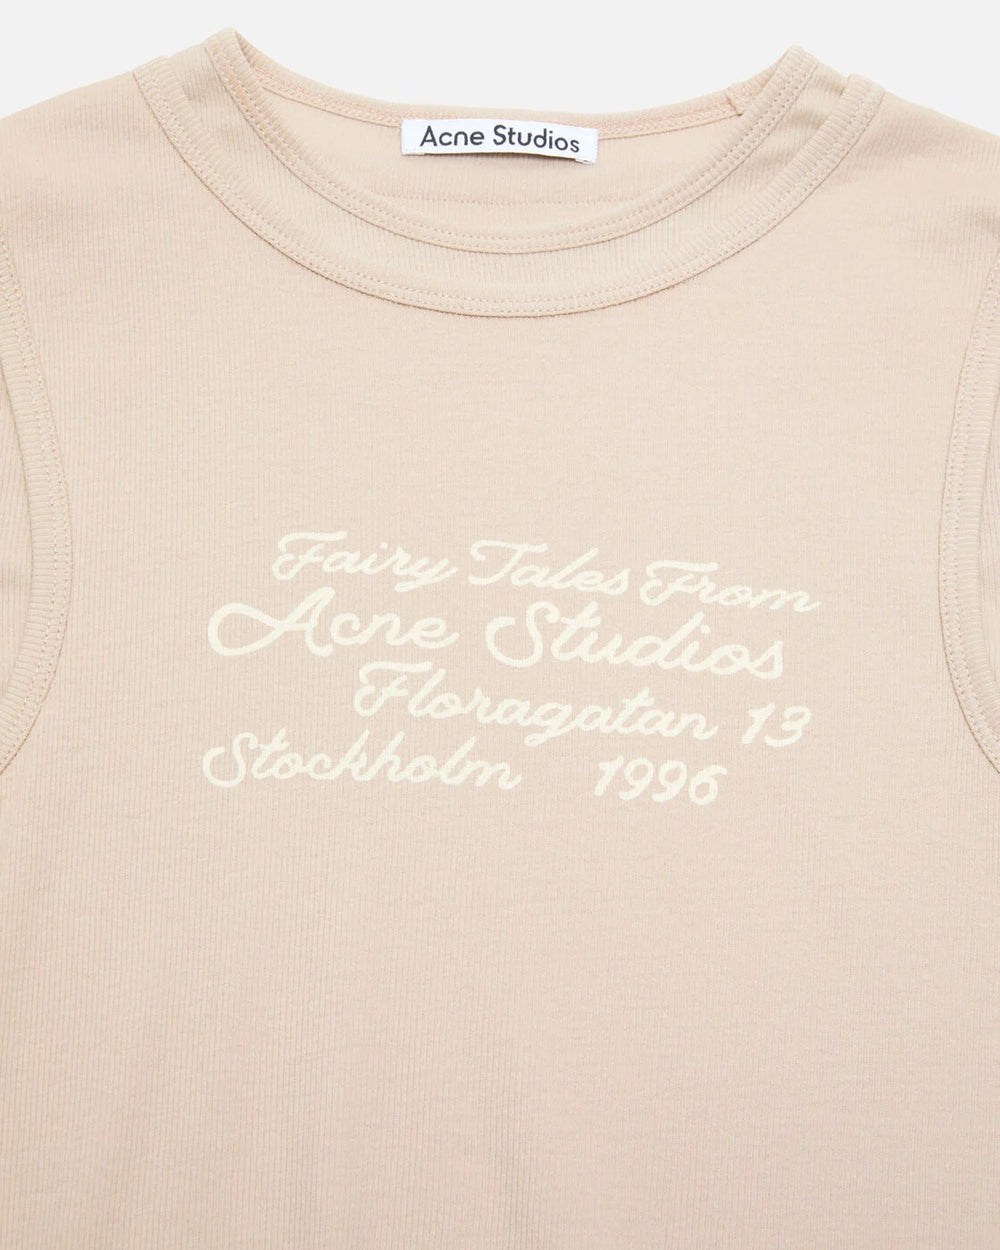 Acne Studios
Fairy Tales From
Acne Studios
Floragatan 13
Stockholm 1996